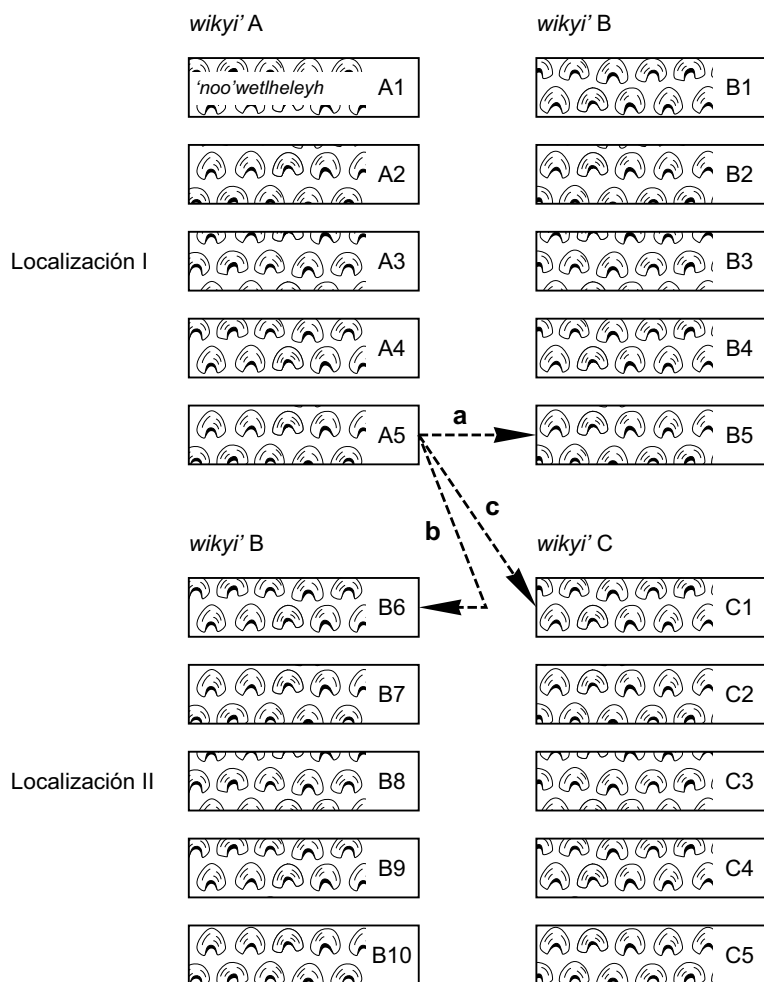 wikyi’ A wikyi’ B
‘noo’wetlheleyh A1 B1
A2 B2
Localización I A3 B3
A4 B4
A5 a B5
b c
wikyi’ B wikyi’ C
B6 C1
B7 C2
Localización II B8 C3
B9 C4
B10 C5